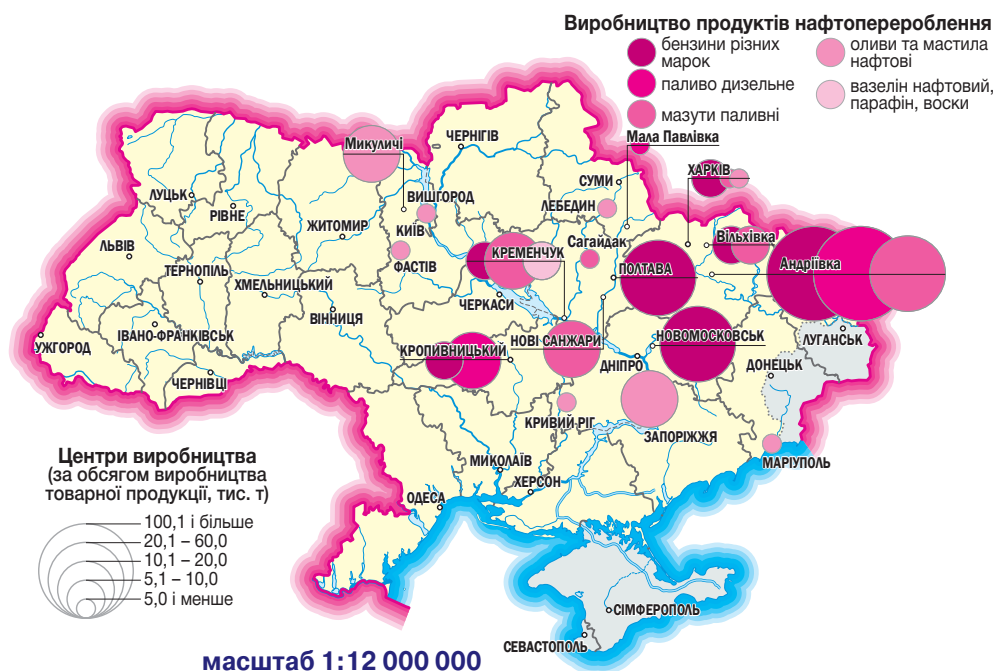 Виробництво продуктів нафтоперероблення
бензини різних
марок
паливо дизельне
мазути паливні
оливи та мастила
нафтові
вазелін нафтовий,
парафін, воски
Микуличі
ЧЕРНІГІВ
Мала Павлівка
ХАРКІВ
СУМИ
ЛУЦЬК
РІВНЕ
ВИШГОРОД
ЛЕБЕДИН
ЖИТОМИР
КИЇВ
Сагайдак
Вільхівка
ЛЬВІВ
ФАСТІВ
КРЕМЕНЧУК
ПОЛТАВА
Андріївка
ТЕРНОПІЛЬ
ХМЕЛЬНИЦЬКИЙ
ЧЕРКАСИ
ВІННИЦЯ
ІВАНО-ФРАНКІВСЬК
УЖГОРОД
НОВІ САНЖАРИ
НОВОМОСКОВСЬК
ЛУГАНСЬК
КРОПИВНИЦЬКИЙ
ДНІПРО
ДОНЕЦЬК
ЧЕРНІВЦІ
КРИВИЙ РІГ
ЗАПОРІЖЖЯ
МАРІУПОЛЬ
МИКОЛАЇВ
ХЕРСОН
ОДЕСА
Центри виробництва
(за обсягом виробництва
товарної продукції, тис. т)
100,1 і більше
20,1 – 60,0
10,1 – 20,0
5,1 – 10,0
5,0 і менше
СІМФЕРОПОЛЬ
СЕВАСТОПОЛЬ
масштаб 1:12 000 000